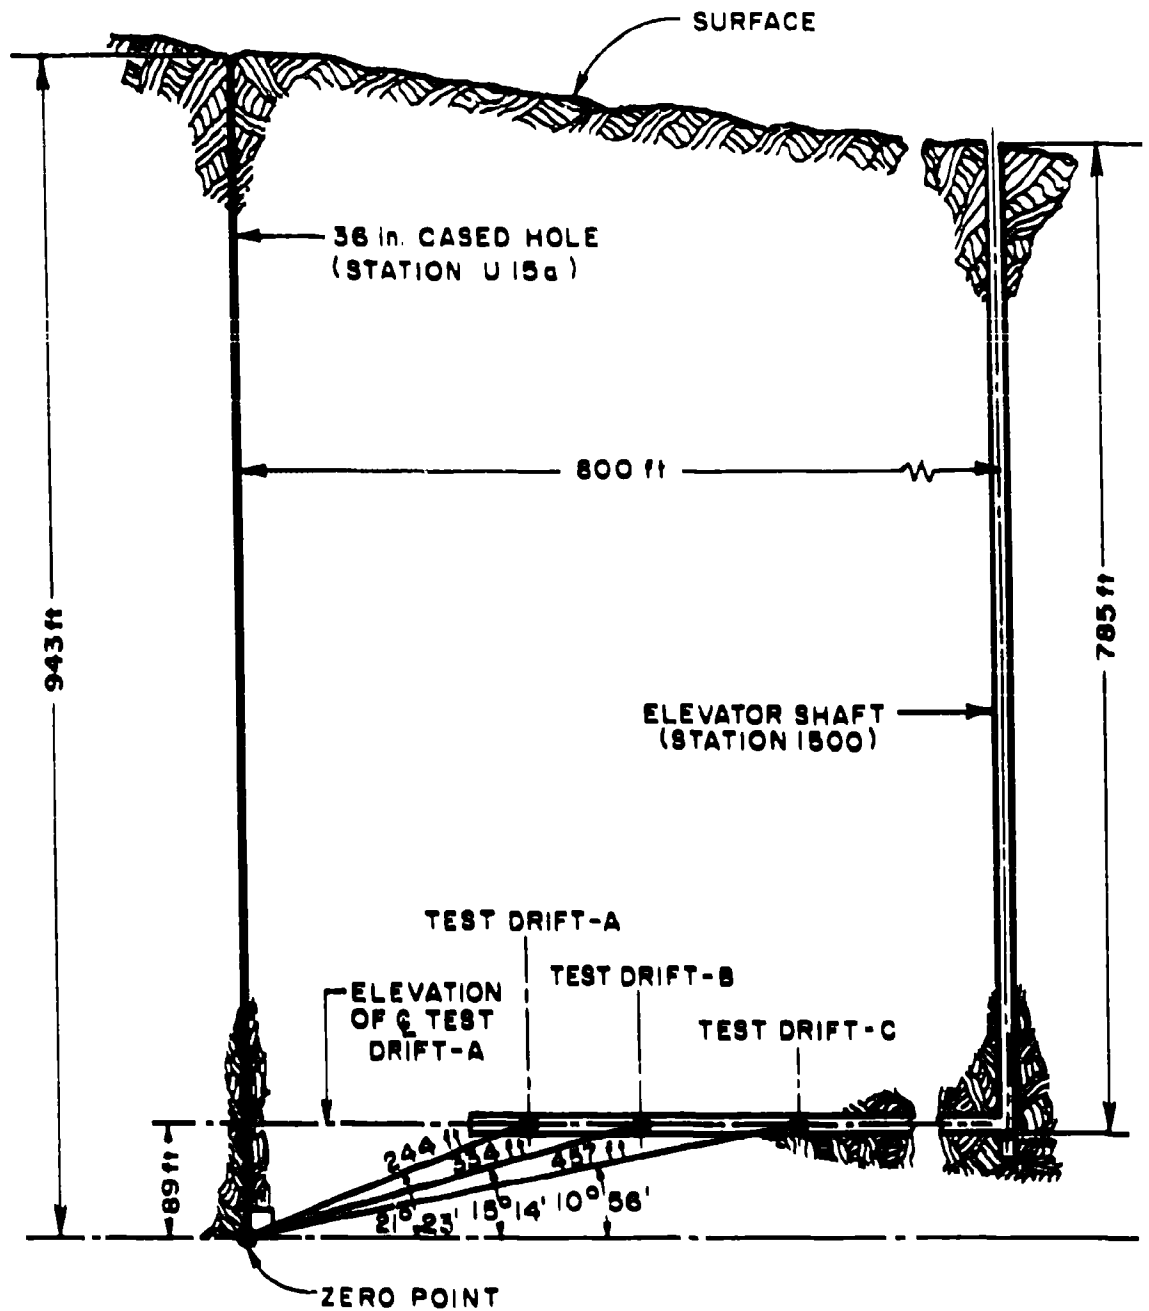 SURFACE
36 in. CASED HOLE
(STATION U 15a)
800 ft
943 ft
785 ft
ELEVATOR SHAFT
(STATION 1500)
TEST DRIFT-A
TEST DRIFT-B
TEST DRIFT-C
ELEVATION
OF ℄ TEST
DRIFT-A
89 ft
244 ft
334 ft
457 ft
21° 23'
15° 14'
10° 56'
ZERO POINT